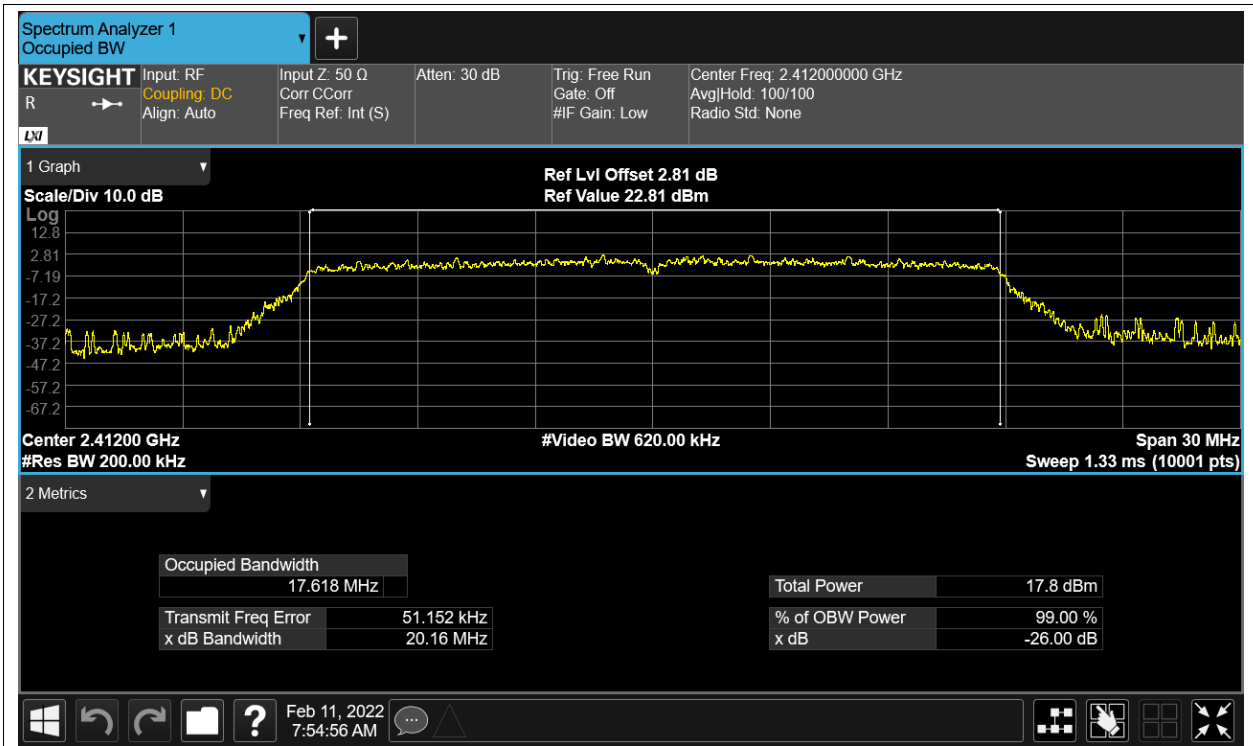 Spectrum Analyzer 1
Occupied BW
KEYSIGHT
R
LXI
Input: RF
Coupling: DC
Align: Auto
Input Z: 50 Ω
Corr CCorr
Freq Ref: Int (S)
Atten: 30 dB
Trig: Free Run
Gate: Off
#IF Gain: Low
Center Freq: 2.412000000 GHz
Avg|Hold: 100/100
Radio Std: None
1 Graph
Scale/Div 10.0 dB
Ref Lvl Offset 2.81 dB
Ref Value 22.81 dBm
Log
12.8
2.81
-7.19
-17.2
-27.2
-37.2
-47.2
-57.2
-67.2
Center 2.41200 GHz
#Video BW 620.00 kHz
Span 30 MHz
#Res BW 200.00 kHz
Sweep 1.33 ms (10001 pts)
2 Metrics
Occupied Bandwidth
17.618 MHz
Total Power 17.8 dBm
Transmit Freq Error 51.152 kHz
% of OBW Power 99.00 %
x dB Bandwidth 20.16 MHz
x dB -26.00 dB
?
Feb 11, 2022
7:54:56 AM